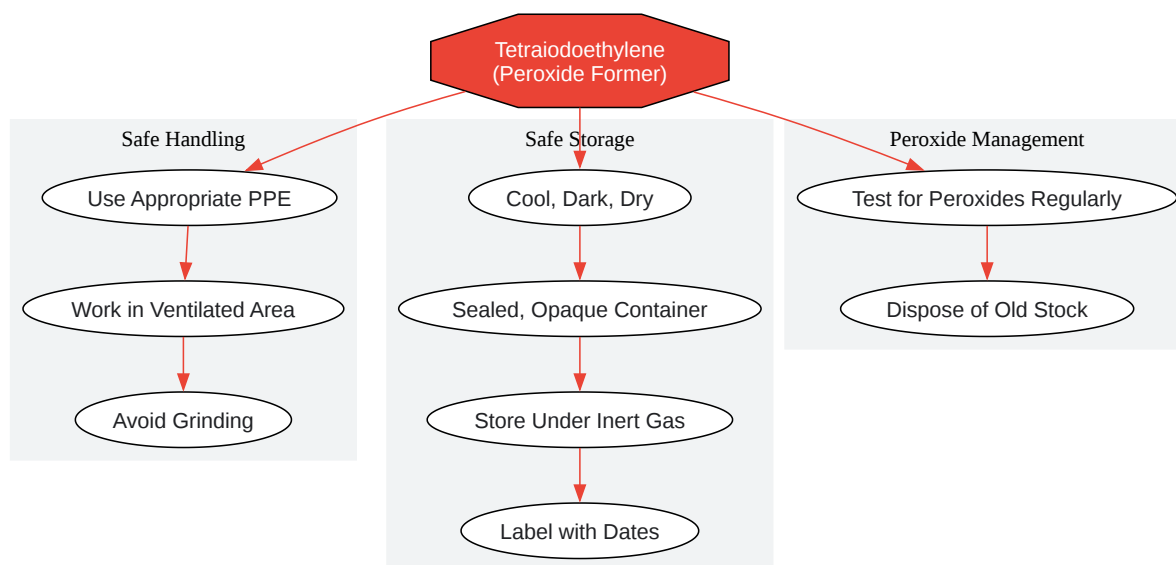 Tetraiodoethylene
(Peroxide Former)
Safe Handling
Use Appropriate PPE
Work in Ventilated Area
Avoid Grinding
Safe Storage
Cool, Dark, Dry
Sealed, Opaque Container
Store Under Inert Gas
Label with Dates
Peroxide Management
Test for Peroxides Regularly
Dispose of Old Stock